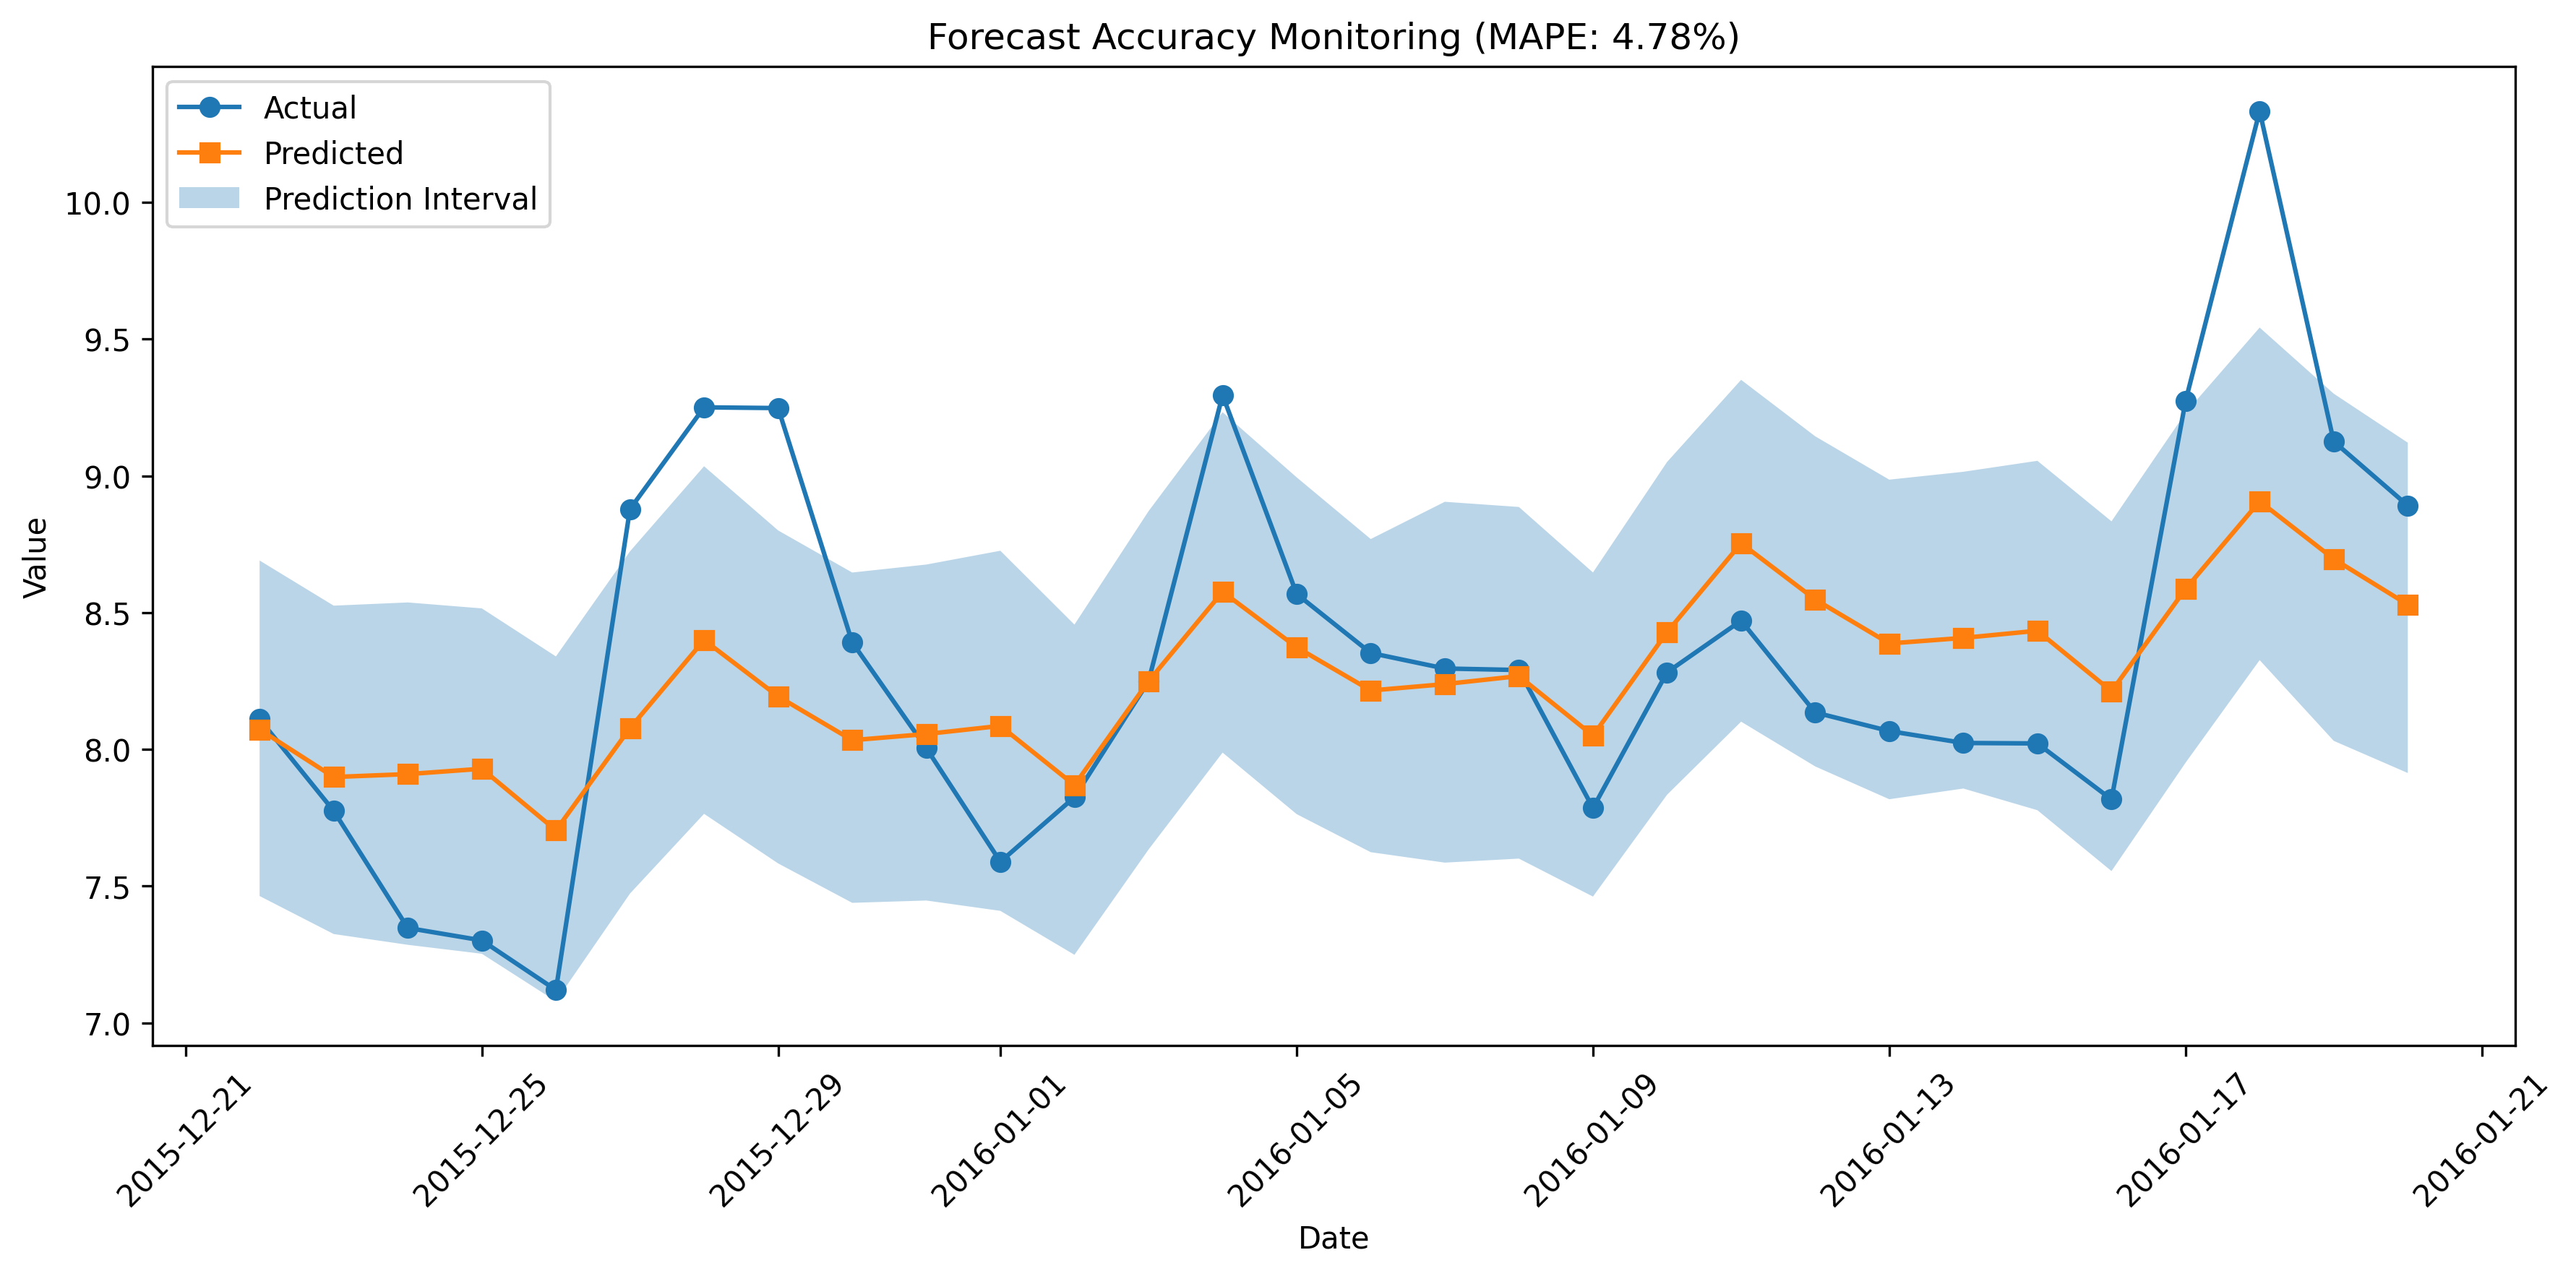 Forecast Accuracy Monitoring (MAPE: 4.78%)
Actual
Predicted
Prediction Interval
10.0
9.5
9.0
8.5
8.0
7.5
7.0
Value
2015-12-21
2015-12-25
2015-12-29
2016-01-01
2016-01-05
2016-01-09
2016-01-13
2016-01-17
2016-01-21
Date